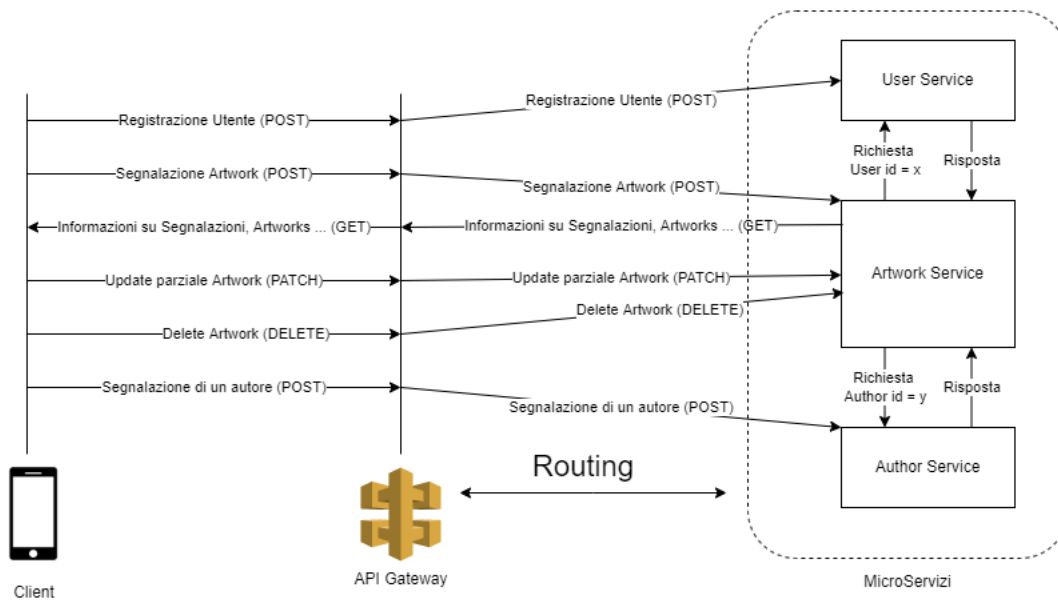 User Service
Registrazione Utente (POST)
Registrazione Utente (POST)
Richiesta
User id = x
Risposta
Segnalazione Artwork (POST)
Segnalazione Artwork (POST)
Informazioni su Segnalazioni, Artworks ... (GET)
Informazioni su Segnalazioni, Artworks ... (GET)
Artwork Service
Update parziale Artwork (PATCH)
Update parziale Artwork (PATCH)
Delete Artwork (DELETE)
Delete Artwork (DELETE)
Richiesta
Author id = y
Risposta
Segnalazione di un autore (POST)
Segnalazione di un autore (POST)
Author Service
Routing
Client
API Gateway
MicroServizi